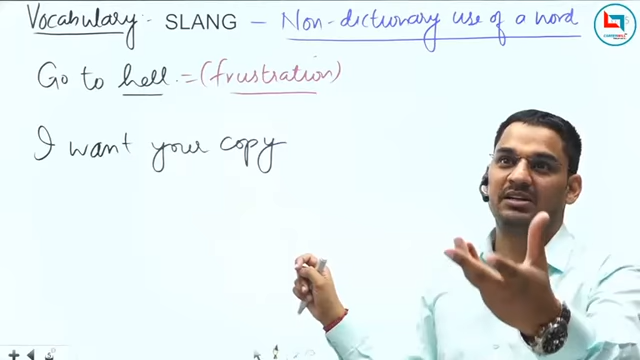 Vocabulary - SLANG - Non-dictionary use of a word
Go to hell = (frustration)
I want your copy